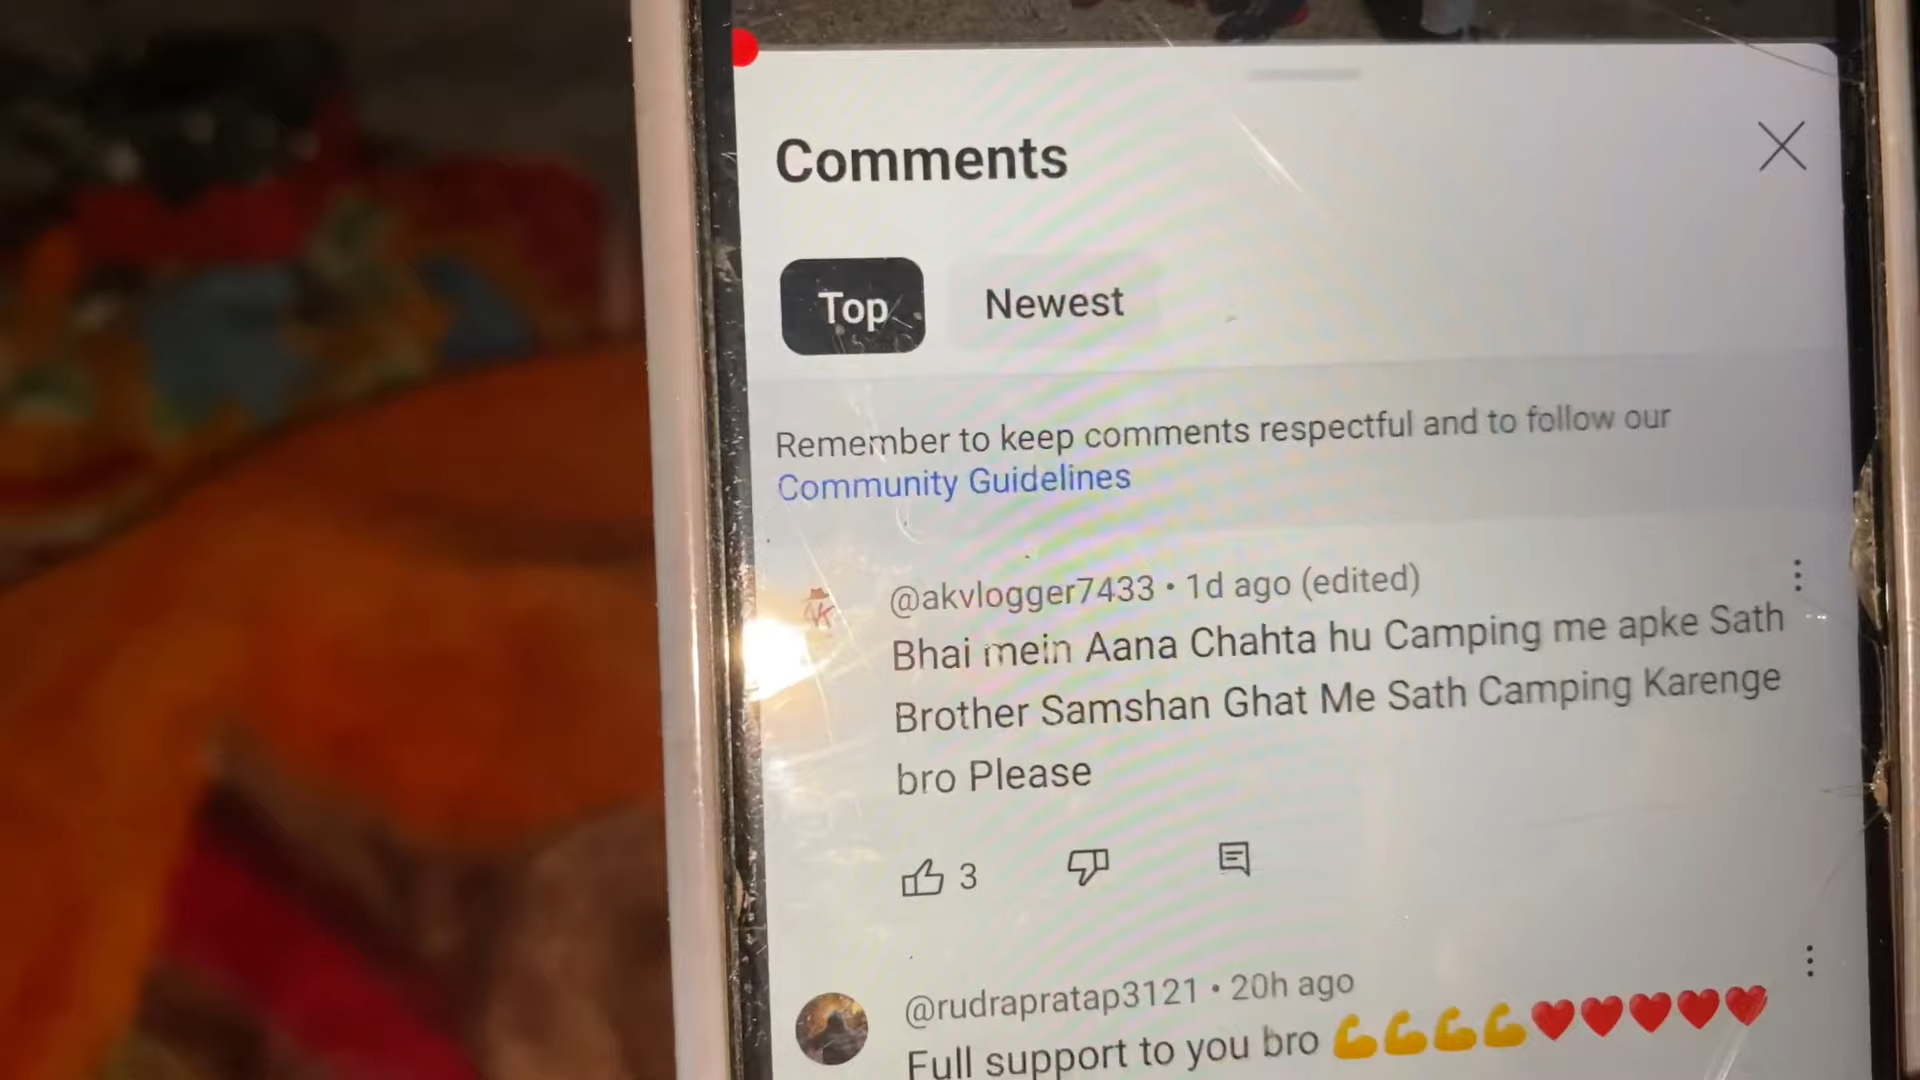 Comments
Top Newest
Remember to keep comments respectful and to follow our
Community Guidelines
AK
@akvlogger7433 • 1d ago (edited)
Bhai mein Aana Chahta hu Camping me apke Sath
Brother Samshan Ghat Me Sath Camping Karenge
bro Please
3
@rudrapratap3121 • 20h ago
Full support to you bro 💪💪💪💪❤️❤️❤️❤️❤️